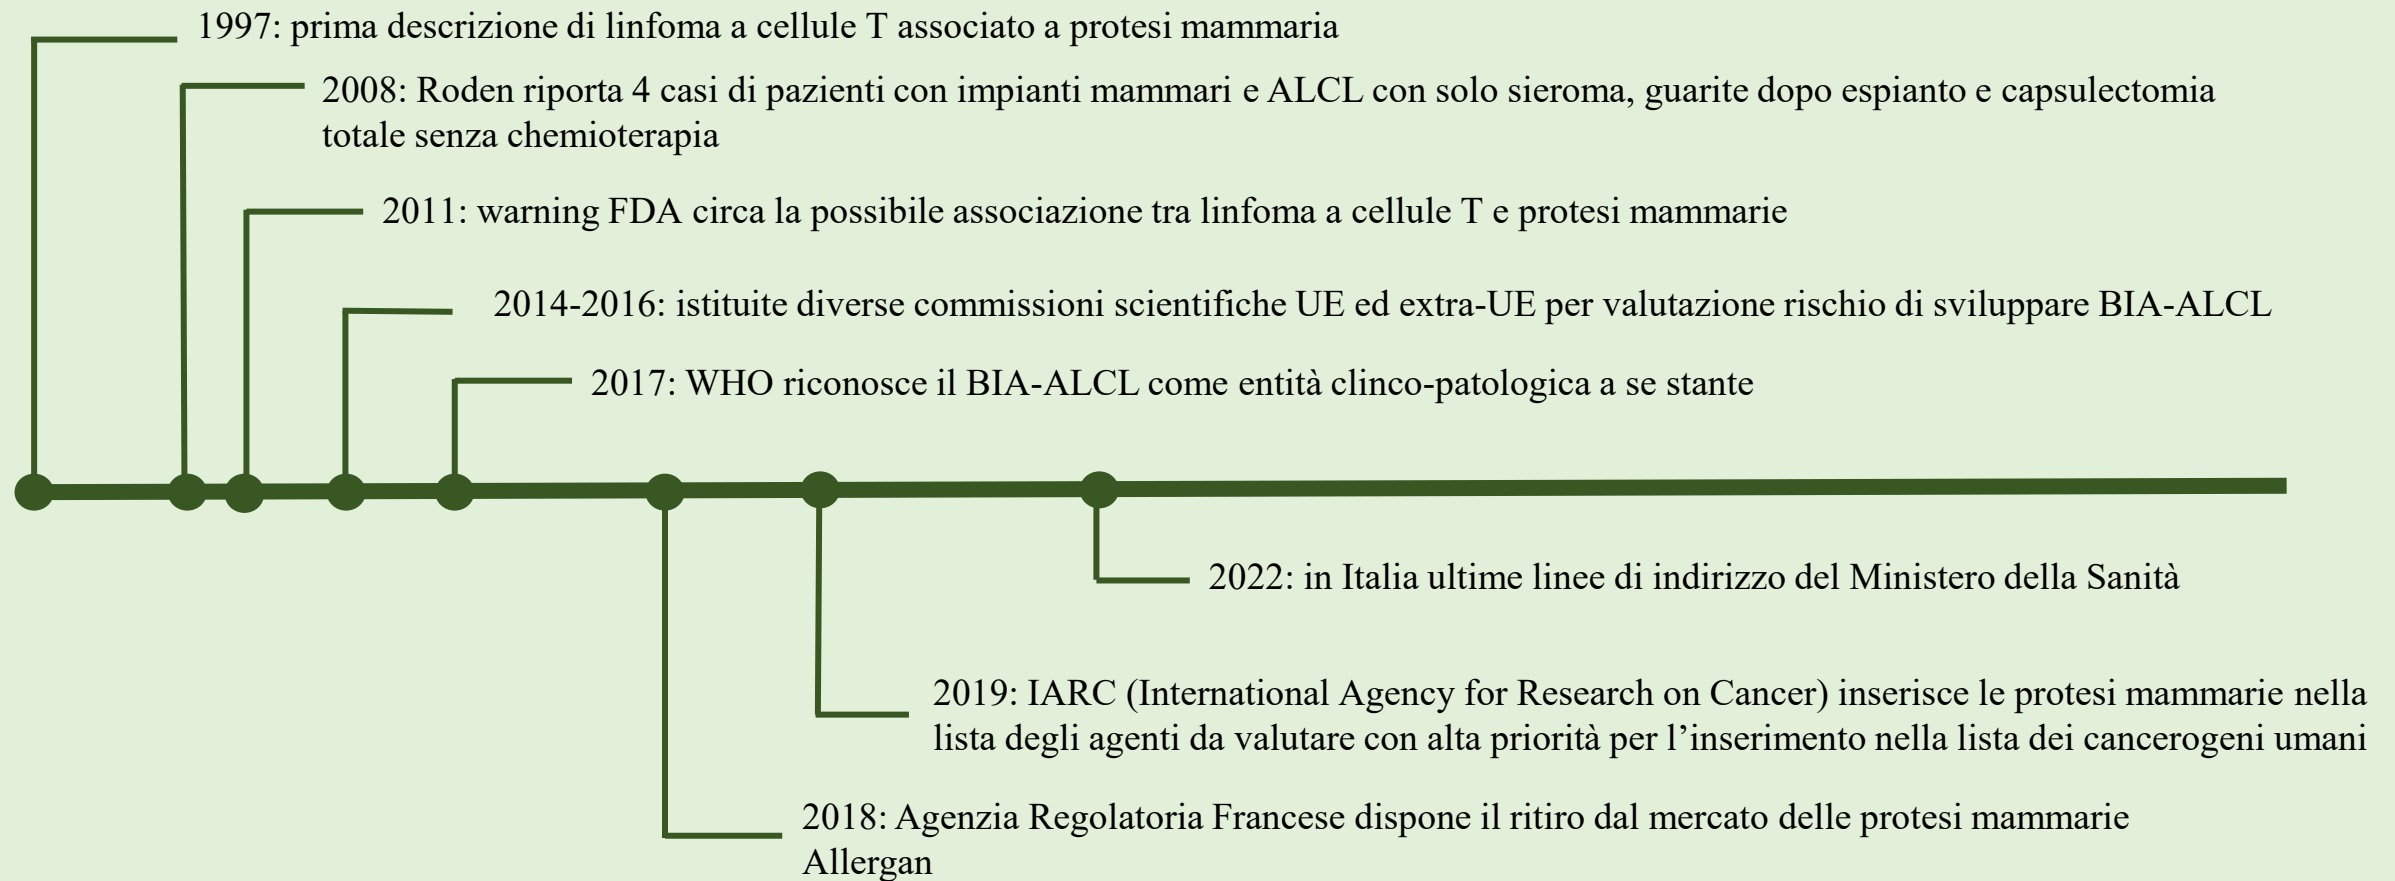 1997: prima descrizione di linfoma a cellule T associato a protesi mammaria
2008: Roden riporta 4 casi di pazienti con impianti mammari e ALCL con solo sieroma, guarite dopo espianto e capsulectomia
totale senza chemioterapia
2011: warning FDA circa la possibile associazione tra linfoma a cellule T e protesi mammarie
2014-2016: istituite diverse commissioni scientifiche UE ed extra-UE per valutazione rischio di sviluppare BIA-ALCL
2017: WHO riconosce il BIA-ALCL come entità clinco-patologica a se stante
2022: in Italia ultime linee di indirizzo del Ministero della Sanità
2019: IARC (International Agency for Research on Cancer) inserisce le protesi mammarie nella
lista degli agenti da valutare con alta priorità per l’inserimento nella lista dei cancerogeni umani
2018: Agenzia Regolatoria Francese dispone il ritiro dal mercato delle protesi mammarie
Allergan